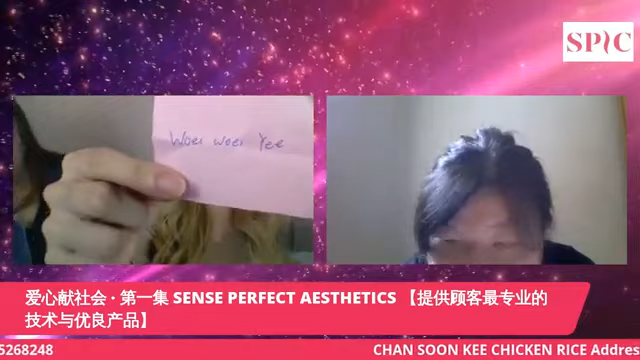 SPIC
Woei woei Yee
爱心献社会 · 第一集 SENSE PERFECT AESTHETICS 【提供顾客最专业的
技术与优良产品】
5268248
CHAN SOON KEE CHICKEN RICE Addres